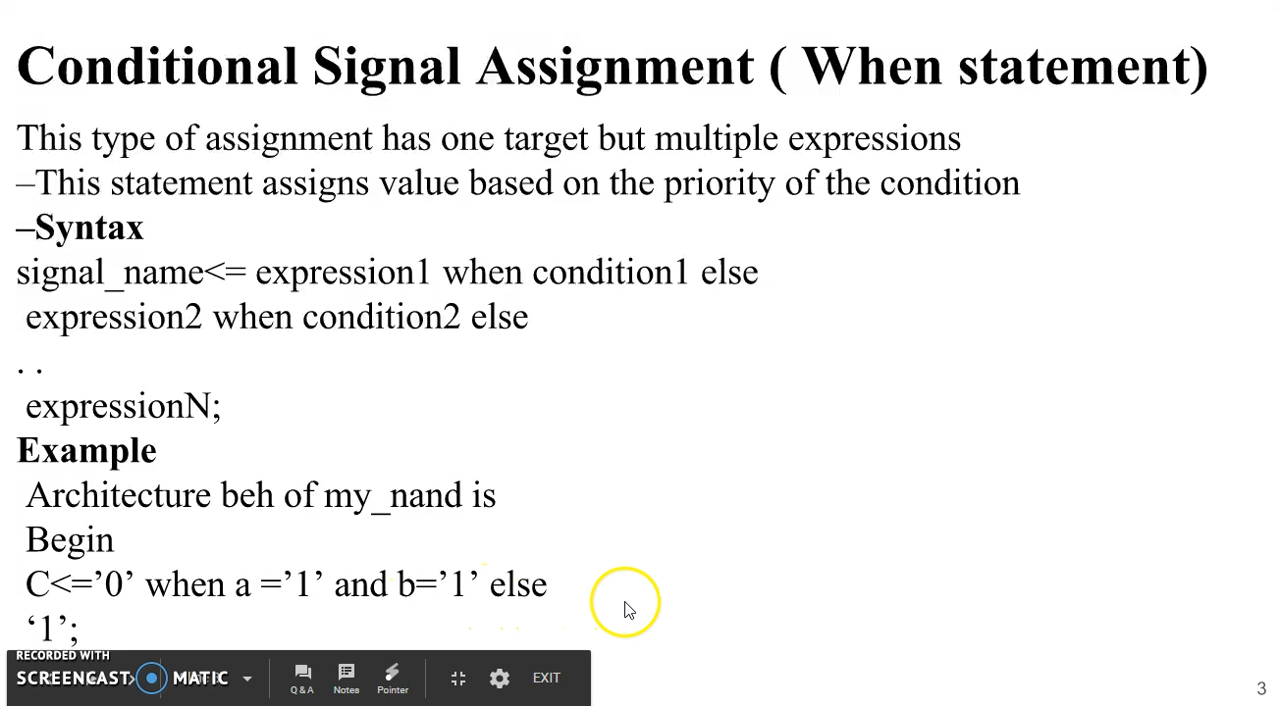 Conditional Signal Assignment ( When statement)
This type of assignment has one target but multiple expressions
–This statement assigns value based on the priority of the condition
–Syntax
signal_name<= expression1 when condition1 else
expression2 when condition2 else
. .
expressionN;
Example
Architecture beh of my_nand is
Begin
C<=’0’ when a =’1’ and b=’1’ else
‘1’;
RECORDED WITH
SCREENCAST MATIC
Q & A Notes Pointer EXIT
3